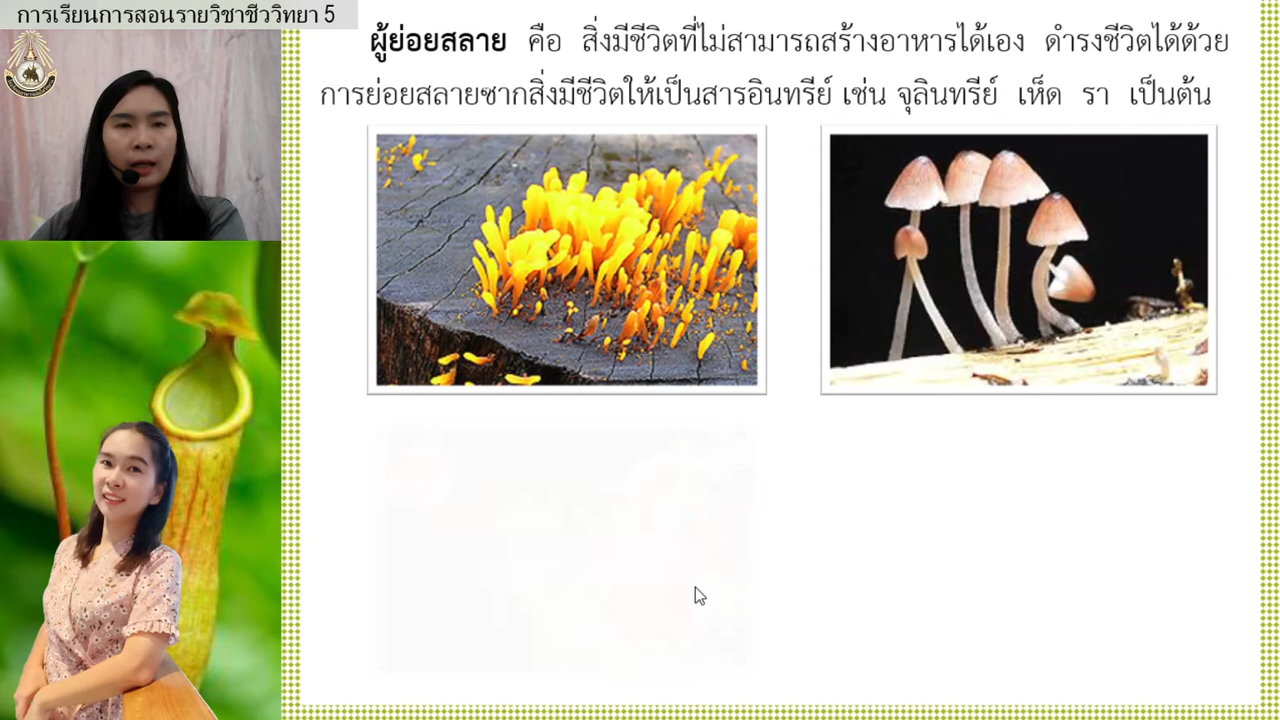 การเรียนการสอนรายวิชาชีววิทยา 5
ผู้ย่อยสลาย คือ สิ่งมีชีวิตที่ไม่สามารถสร้างอาหารได้เอง ดำรงชีวิตได้ด้วย
การย่อยสลายซากสิ่งมีชีวิตให้เป็นสารอินทรีย์ เช่น จุลินทรีย์ เห็ด รา เป็นต้น